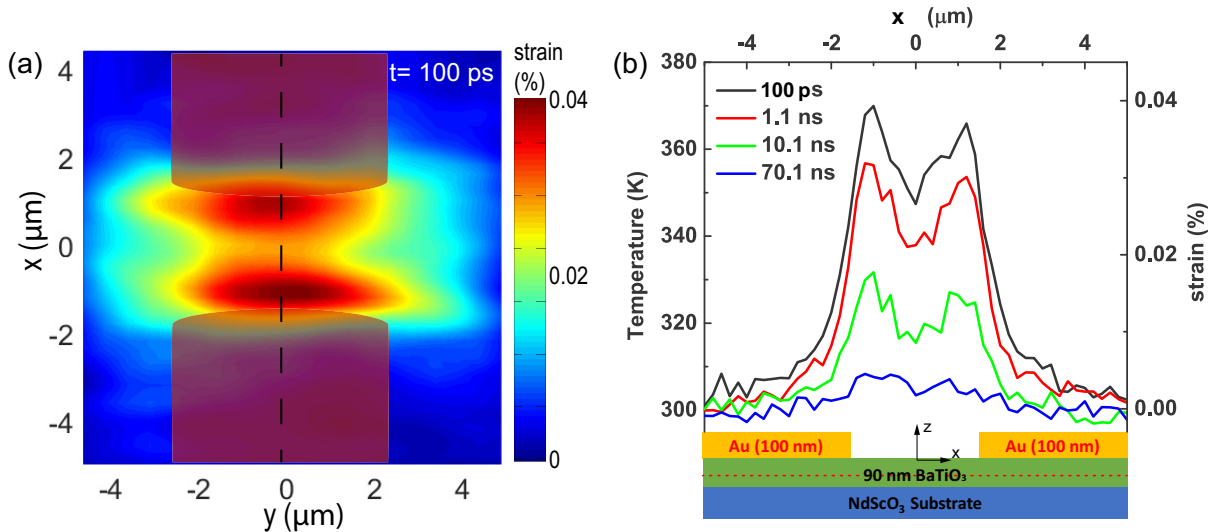 (a)
t= 100 ps
strain
(%)
0.04
0.02
0
4
2
0
-2
-4
x (μm)
-4
-2
0
2
4
y (μm)
(b)
x (μm)
-4
-2
0
2
4
380
360
340
320
300
Temperature (K)
100 ps
1.1 ns
10.1 ns
70.1 ns
0.04
0.02
0.00
strain (%)
Au (100 nm)
z
x
Au (100 nm)
90 nm BaTiO₃
NdScO₃ Substrate